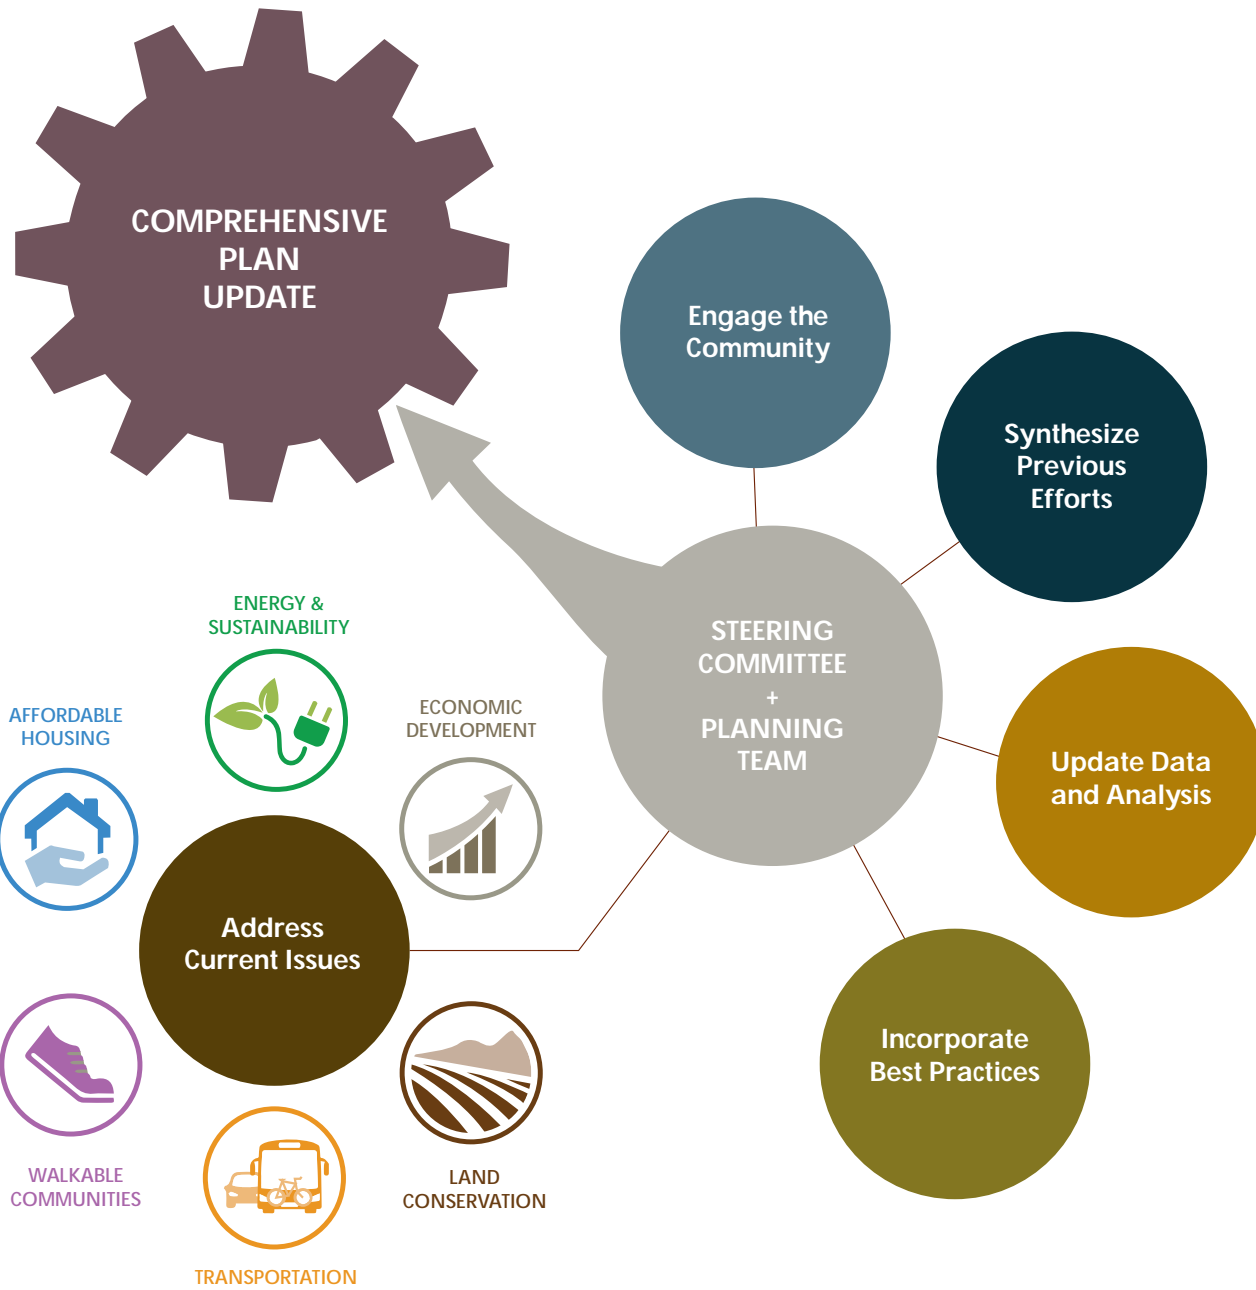 COMPREHENSIVE
PLAN
UPDATE
Engage the
Community
Synthesize
Previous
Efforts
STEERING
COMMITTEE
+
PLANNING
TEAM
Update Data
and Analysis
Incorporate
Best Practices
ENERGY &
SUSTAINABILITY
AFFORDABLE
HOUSING
ECONOMIC
DEVELOPMENT
Address
Current Issues
WALKABLE
COMMUNITIES
LAND
CONSERVATION
TRANSPORTATION